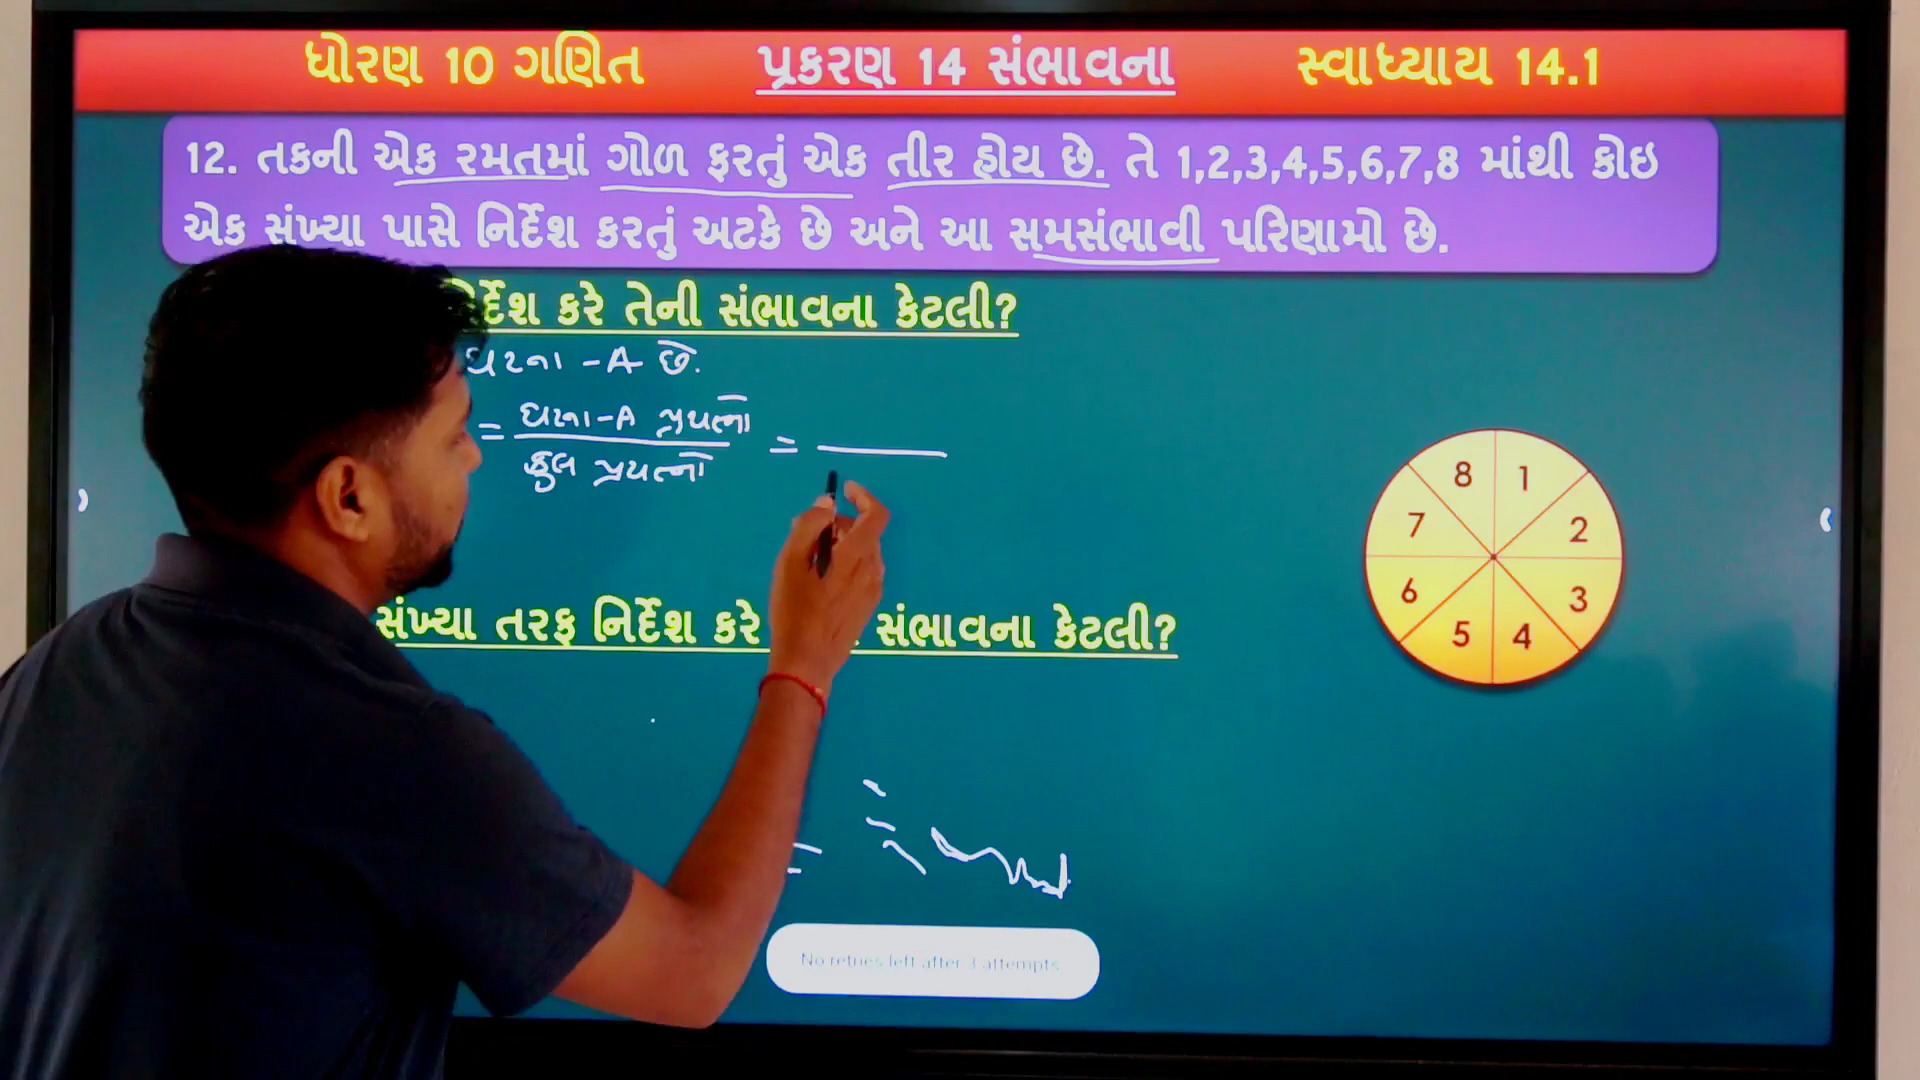 ધોરણ 10 ગણિત પ્રકરણ 14 સંભાવના સ્વાધ્યાય 14.1
12. તકની એક રમતમાં ગોળ ફરતું એક તીર હોય છે. તે 1,2,3,4,5,6,7,8 માંથી કોઇ
એક સંખ્યા પાસે નિર્દેશ કરતું અટકે છે અને આ સમસંભાવી પરિણામો છે.
નિર્દેશ કરે તેની સંભાવના કેટલી?
ઘટના -A છે.
= ઘટના-A પ્રયત્નો =
કુલ પ્રયત્નો
8 1
7 2
6 3
5 4
સંખ્યા તરફ નિર્દેશ કરે સંભાવના કેટલી?
No retries left after 3 attempts